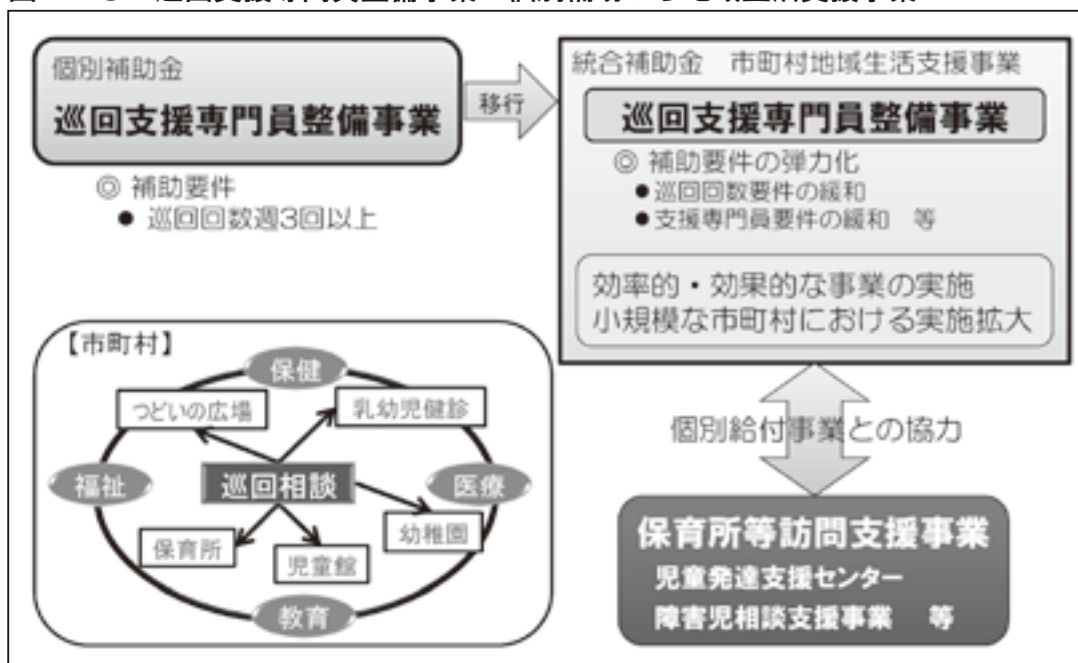 個別補助金
巡回支援専門員整備事業
◎ 補助要件
● 巡回回数週3回以上
移行
統合補助金 市町村地域生活支援事業
巡回支援専門員整備事業
◎ 補助要件の弾力化
● 巡回回数要件の緩和
● 支援専門員要件の緩和 等
効率的・効果的な事業の実施
小規模な市町村における実施拡大
個別給付事業との協力
保育所等訪問支援事業
児童発達支援センター
障害児相談支援事業 等
【市町村】
保健
つどいの広場
乳幼児健診
福祉
巡回相談
医療
保育所
児童館
幼稚園
教育